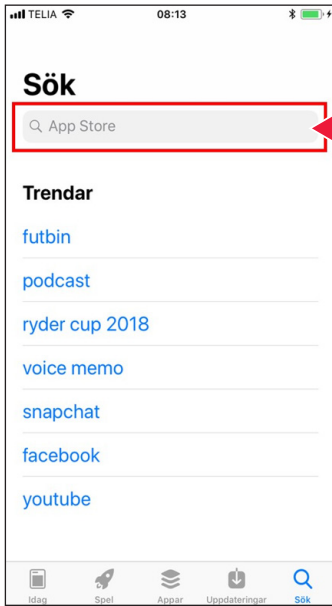 TELIA 08:13
Sök
App Store
Trendar
futbin
podcast
ryder cup 2018
voice memo
snapchat
facebook
youtube
Idag Spel Appar Uppdateringar Sök